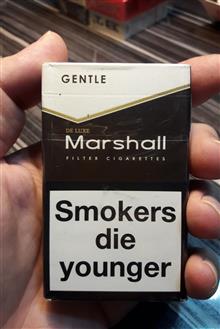 GENTLE
DE LUXE
Marshall
FILTER CIGARETTES
Smokers
die
younger